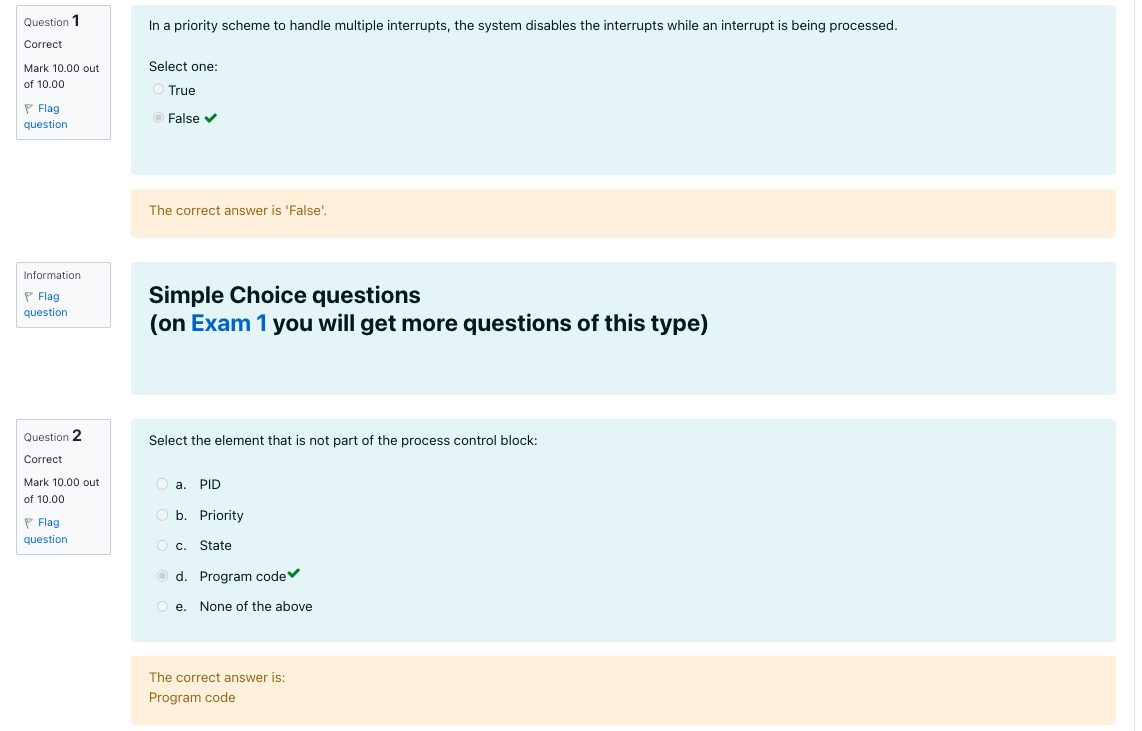 Question 1
Correct
Mark 10.00 out
of 10.00
Flag
question
In a priority scheme to handle multiple interrupts, the system disables the interrupts while an interrupt is being processed.
Select one:
True
False
The correct answer is 'False'.
Information
Flag
question
Simple Choice questions
(on Exam 1 you will get more questions of this type)
Question 2
Correct
Mark 10.00 out
of 10.00
Flag
question
Select the element that is not part of the process control block:
a. PID
b. Priority
c. State
d. Program code
e. None of the above
The correct answer is:
Program code